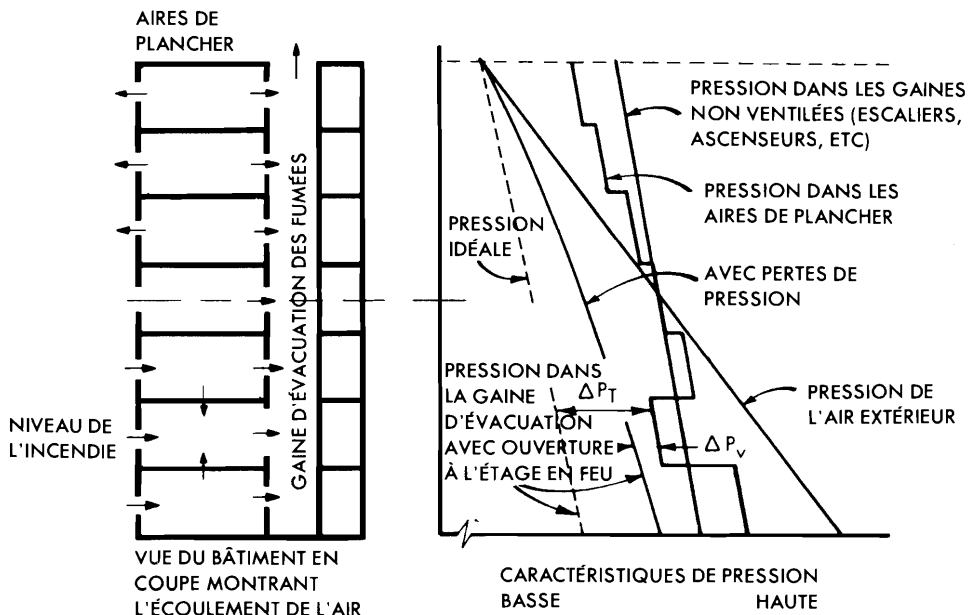 AIRES DE
PLANCHER
GAINE D'ÉVACUATION DES FUMÉES
NIVEAU DE
L'INCENDIE
VUE DU BÂTIMENT EN
COUPE MONTRANT
L'ÉCOULEMENT DE L'AIR
PRESSION DANS LES GAINES
NON VENTILÉES (ESCALIERS,
ASCENSEURS, ETC)
PRESSION DANS LES
AIRES DE PLANCHER
PRESSION
IDÉALE
AVEC PERTES DE
PRESSION
PRESSION DANS
LA GAINE
D'ÉVACUATION
AVEC OUVERTURE
À L'ÉTAGE EN FEU
Δ PT
Δ Pv
PRESSION DE
L'AIR EXTÉRIEUR
CARACTÉRISTIQUES DE PRESSION
BASSE HAUTE